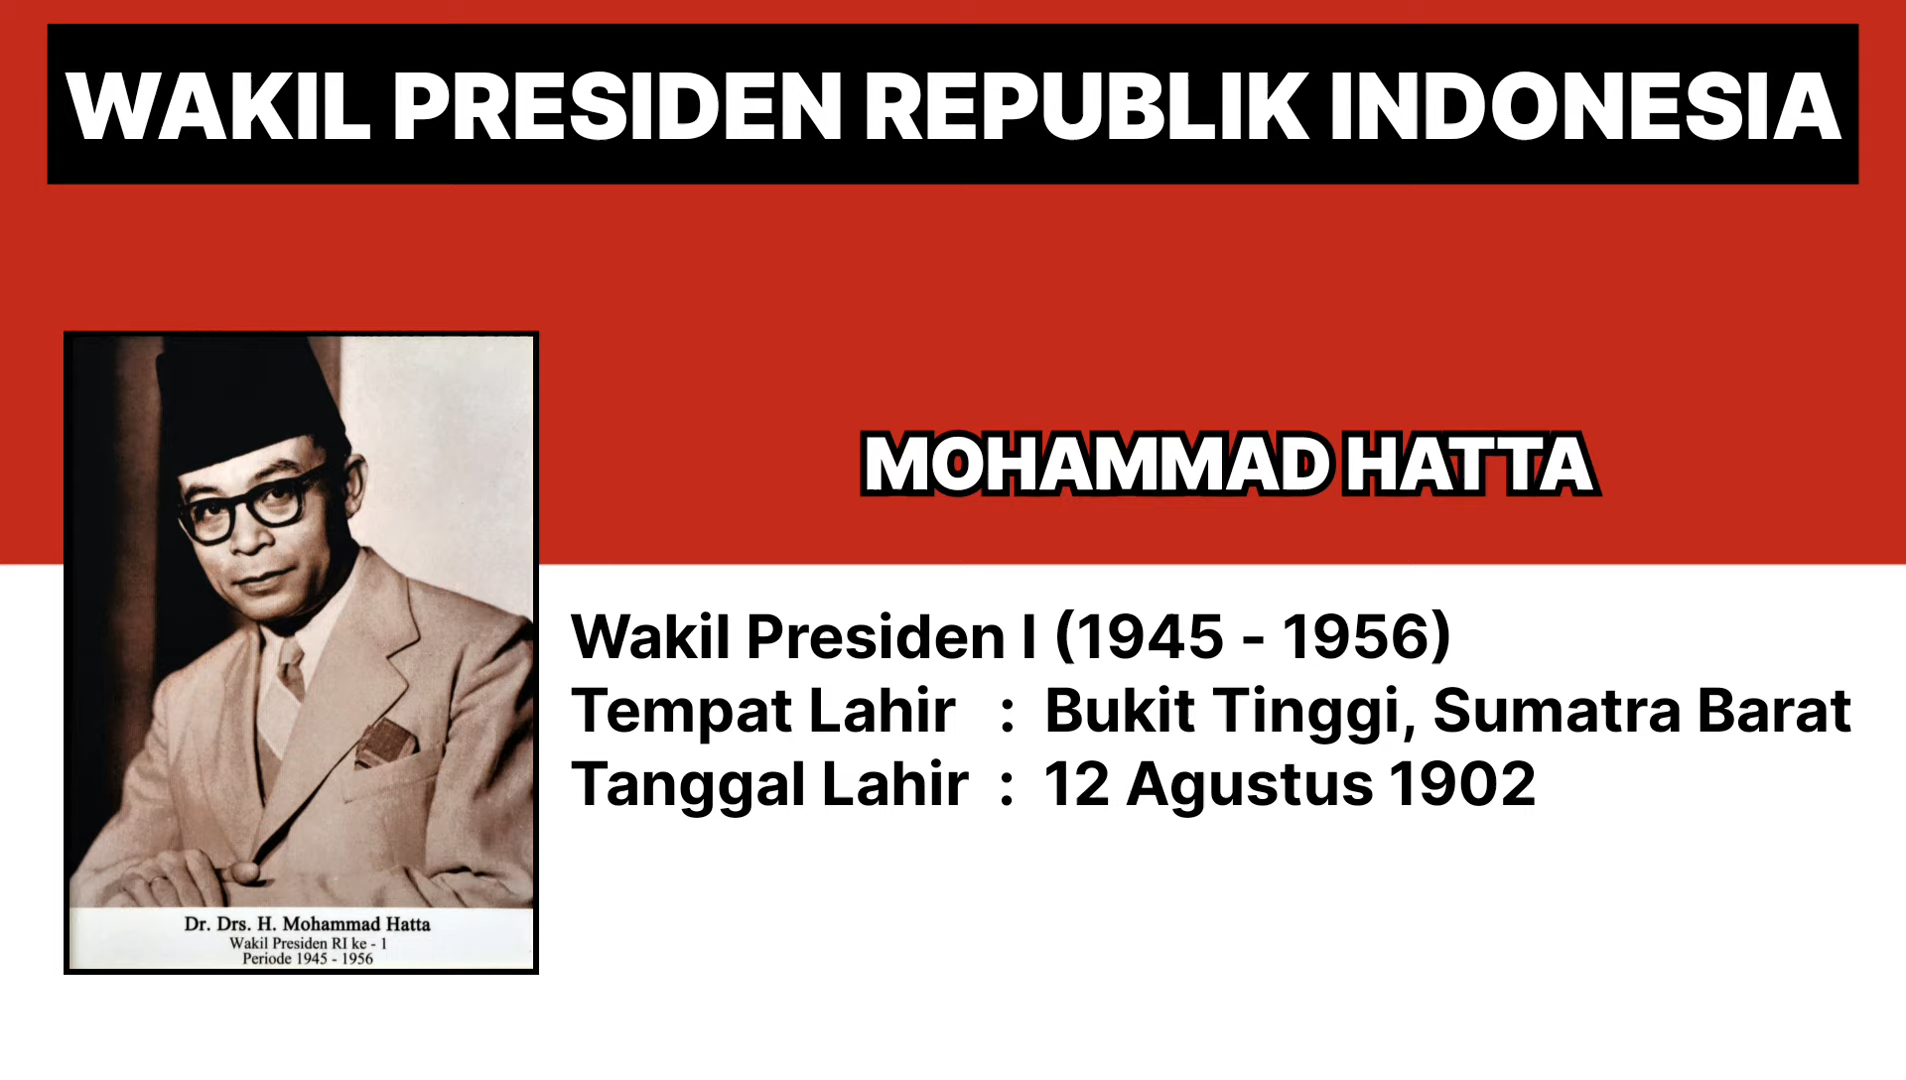 WAKIL PRESIDEN REPUBLIK INDONESIA
MOHAMMAD HATTA
Wakil Presiden I (1945 - 1956)
Tempat Lahir : Bukit Tinggi, Sumatra Barat
Tanggal Lahir : 12 Agustus 1902
Dr. Drs. H. Mohammad Hatta
Wakil Presiden RI ke - 1
Periode 1945 - 1956